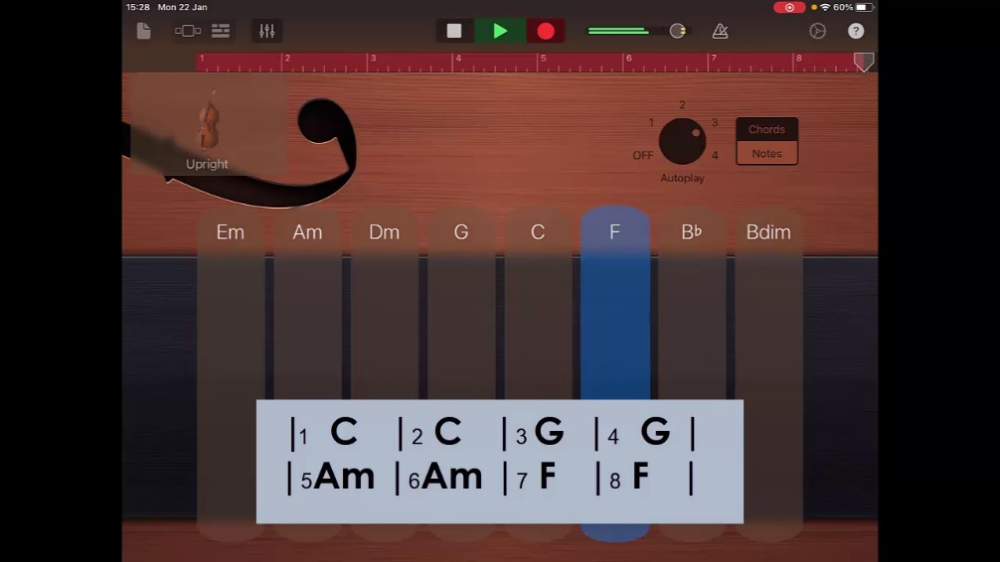 15:28 Mon 22 Jan 60%
1 2 3 4 5 6 7 8
Upright
OFF 1 2 3 4
Autoplay
Chords
Notes
Em Am Dm G C F B♭ Bdim
|1 C |2 C |3 G |4 G |
|5 Am |6 Am |7 F |8 F |